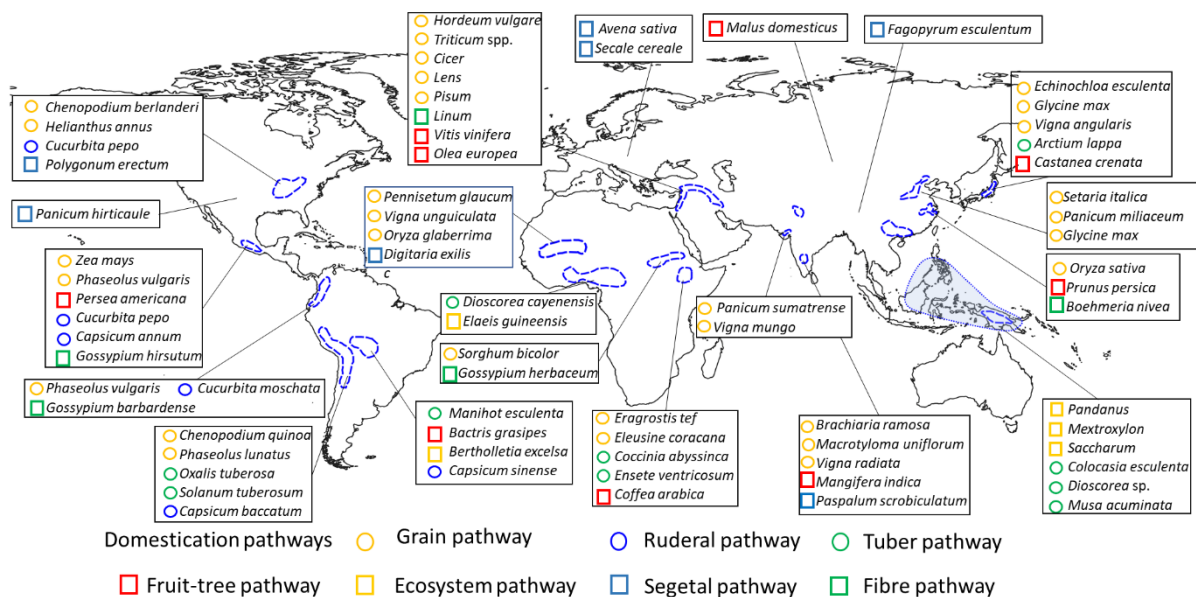 Hordeum vulgare
Triticum spp.
Cicer
Lens
Pisum
Linum
Vitis vinifera
Olea europea
Avena sativa
Secale cereale
Malus domesticus
Fagopyrum esculentum
Echinochloa esculenta
Glycine max
Vigna angularis
Arctium lappa
Castanea crenata
Chenopodium berlanderi
Helianthus annus
Cucurbita pepo
Polygonum erectum
Panicum hirticaule
Pennisetum glaucum
Vigna unguiculata
Oryza glaberrima
Digitaria exilis
Setaria italica
Panicum miliaceum
Glycine max
Zea mays
Phaseolus vulgaris
Persea americana
Cucurbita pepo
Capsicum annum
Gossypium hirsutum
c
Oryza sativa
Prunus persica
Boehmeria nivea
Dioscorea cayenensis
Elaeis guineensis
Panicum sumatrense
Vigna mungo
Sorghum bicolor
Gossypium herbaceum
Phaseolus vulgaris Cucurbita moschata
Gossypium barbardense
Chenopodium quinoa
Phaseolus lunatus
Oxalis tuberosa
Solanum tuberosum
Capsicum baccatum
Manihot esculenta
Bactris grasipes
Bertholletia excelsa
Capsicum sinense
Eragrostis tef
Eleusine coracana
Coccinia abyssinca
Ensete ventricosum
Coffea arabica
Brachiaria ramosa
Macrotyloma uniflorum
Vigna radiata
Mangifera indica
Paspalum scrobiculatum
Pandanus
Mextroxylon
Saccharum
Colocasia esculenta
Dioscorea sp.
Musa acuminata
Domestication pathways Grain pathway Ruderal pathway Tuber pathway
Fruit-tree pathway Ecosystem pathway Segetal pathway Fibre pathway